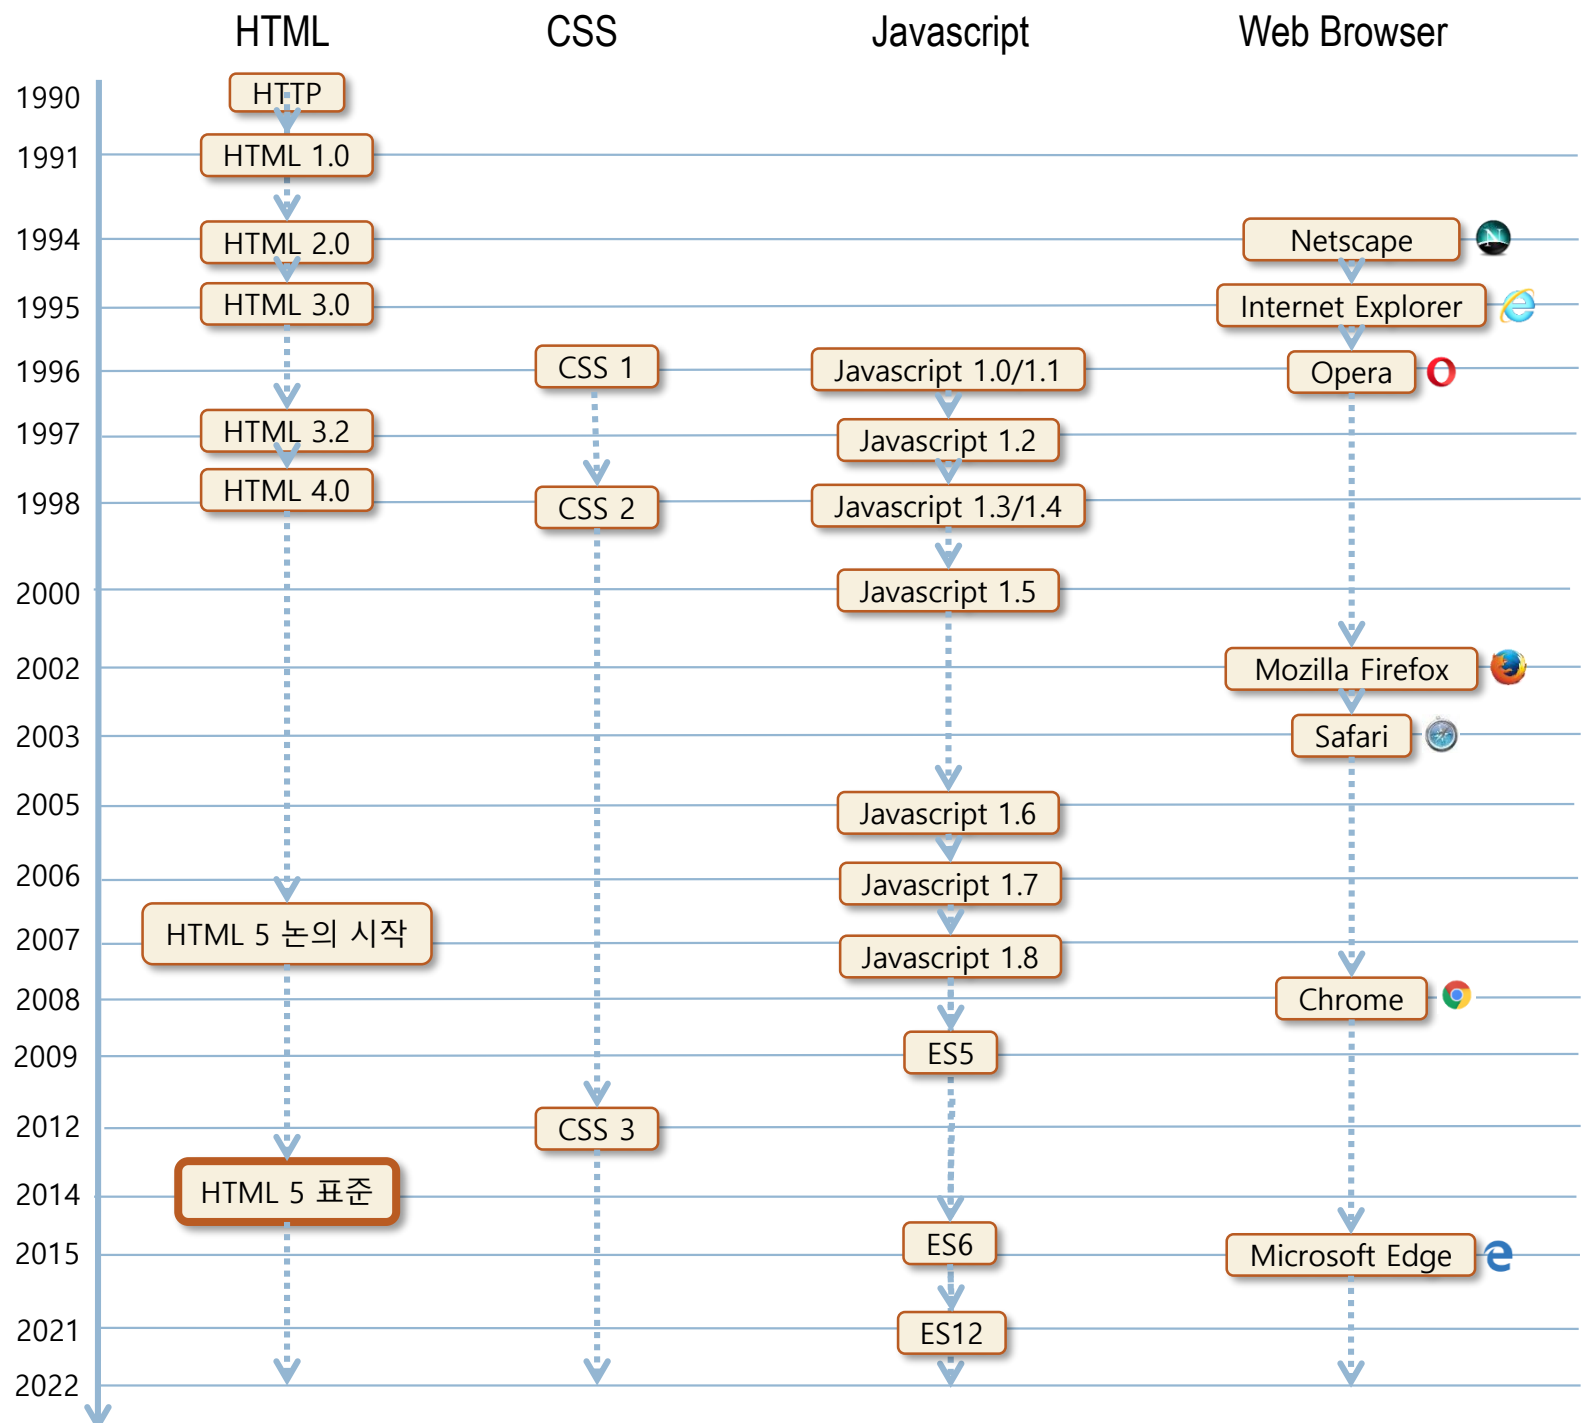 HTML CSS Javascript Web Browser
1990 HTTP
1991 HTML 1.0
1994 HTML 2.0 Netscape N
1995 HTML 3.0 Internet Explorer
1996 CSS 1 Javascript 1.0/1.1 Opera
1997 HTML 3.2 Javascript 1.2
1998 HTML 4.0 CSS 2 Javascript 1.3/1.4
2000 Javascript 1.5
2002 Mozilla Firefox
2003 Safari
2005 Javascript 1.6
2006 Javascript 1.7
2007 HTML 5 논의 시작 Javascript 1.8
2008 Chrome
2009 ES5
2012 CSS 3
2014 HTML 5 표준
2015 ES6 Microsoft Edge
2021 ES12
2022